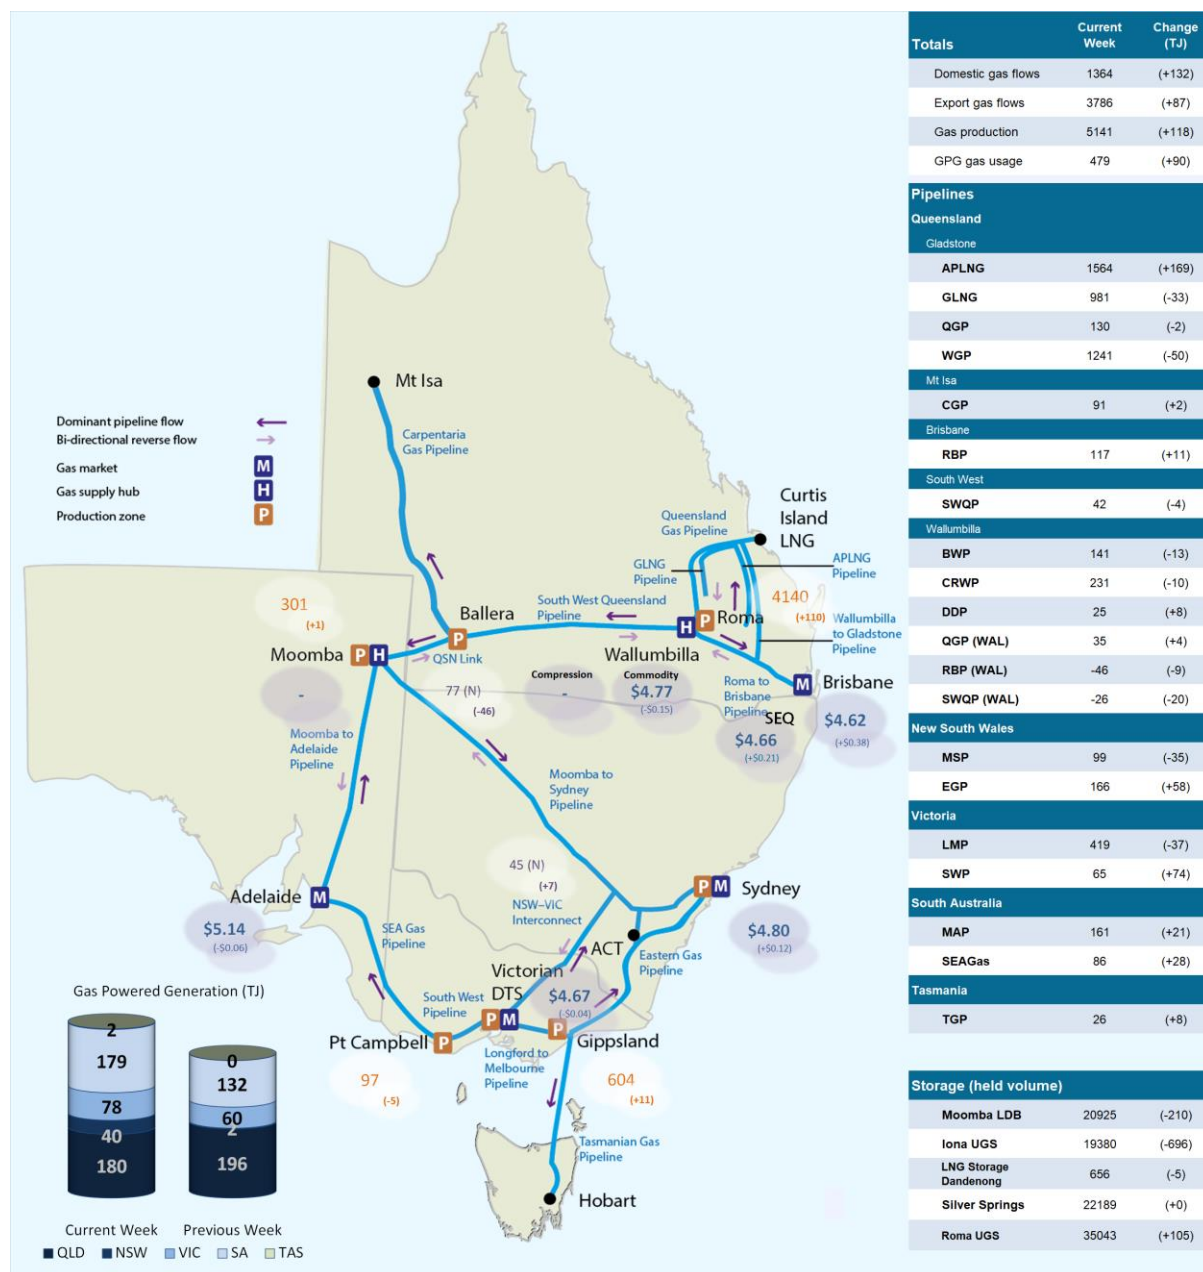 Mt Isa
Dominant pipeline flow
Bi-directional reverse flow
Gas market M
Gas supply hub H
Production zone P
Carpentaria
Gas Pipeline
Queensland
Gas Pipeline
Curtis
Island
LNG
GLNG
Pipeline
APLNG
Pipeline
4140
(+110)
301
(+1)
Ballera
P
South West Queensland
Pipeline
H P Roma
Wallumbilla
to Gladstone
Pipeline
Moomba P H
QSN Link
Wallumbilla
Compression Commodity
- $4.77
(-$0.15)
Roma to
Brisbane
Pipeline
M Brisbane
-
77 (N)
(-46)
SEQ
$4.66
(+$0.21)
$4.62
(+$0.38)
Moomba to
Adelaide
Pipeline
Moomba to
Sydney
Pipeline
45 (N)
(+7)
NSW–VIC
Interconnect
P M Sydney
Adelaide M
$5.14
(-$0.06)
SEA Gas
Pipeline
ACT
Eastern Gas
Pipeline
$4.80
(+$0.12)
Victorian
DTS
$4.67
(-$0.04)
South West
Pipeline
P M
P
Pt Campbell P
Gippsland
97
(-5)
Longford to
Melbourne
Pipeline
604
(+11)
Tasmanian Gas
Pipeline
Hobart
Gas Powered Generation (TJ)
2
179
78
40
180
0
132
60
2
196
Current Week Previous Week
QLD NSW VIC SA TAS
Totals Current Week Change (TJ)
Domestic gas flows 1364 (+132)
Export gas flows 3786 (+87)
Gas production 5141 (+118)
GPG gas usage 479 (+90)
Pipelines
Queensland
Gladstone
APLNG 1564 (+169)
GLNG 981 (-33)
QGP 130 (-2)
WGP 1241 (-50)
Mt Isa
CGP 91 (+2)
Brisbane
RBP 117 (+11)
South West
SWQP 42 (-4)
Wallumbilla
BWP 141 (-13)
CRWP 231 (-10)
DDP 25 (+8)
QGP (WAL) 35 (+4)
RBP (WAL) -46 (-9)
SWQP (WAL) -26 (-20)
New South Wales
MSP 99 (-35)
EGP 166 (+58)
Victoria
LMP 419 (-37)
SWP 65 (+74)
South Australia
MAP 161 (+21)
SEAGas 86 (+28)
Tasmania
TGP 26 (+8)
Storage (held volume)
Moomba LDB 20925 (-210)
Iona UGS 19380 (-696)
LNG Storage Dandenong 656 (-5)
Silver Springs 22189 (+0)
Roma UGS 35043 (+105)